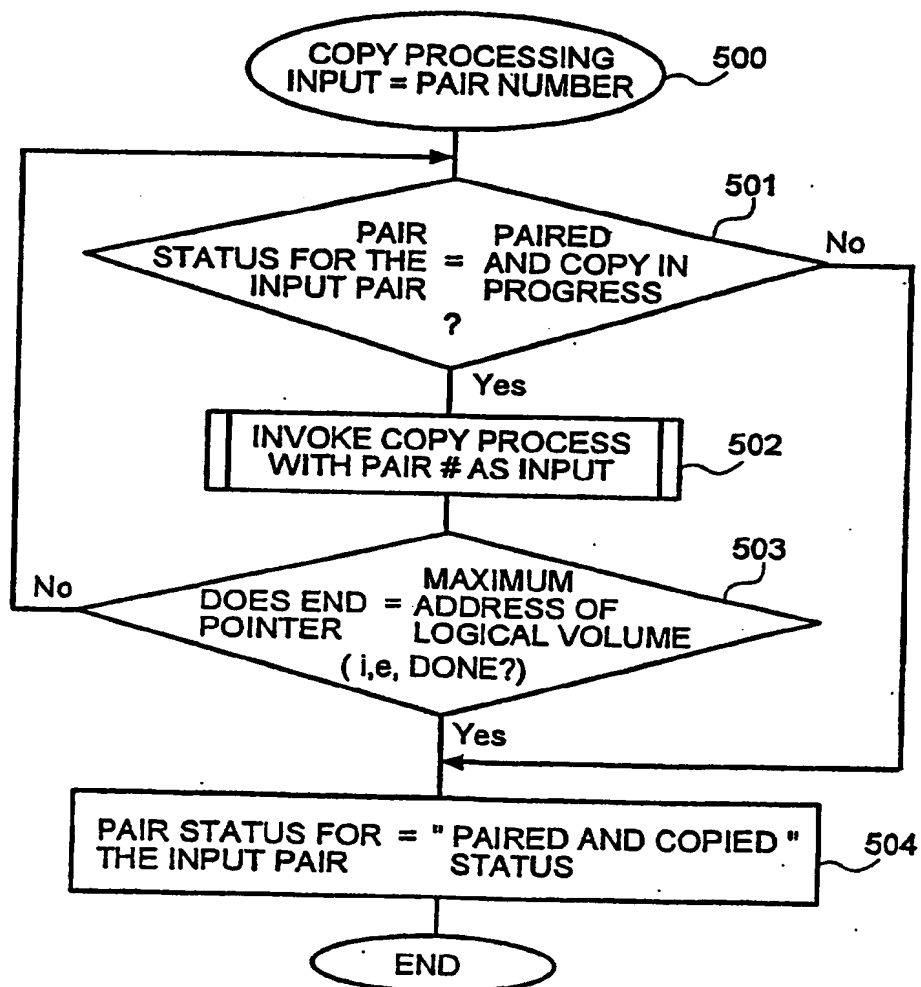 COPY PROCESSING
INPUT = PAIR NUMBER
500
501
PAIR PAIRED
STATUS FOR THE = AND COPY IN
INPUT PAIR PROGRESS
?
No
Yes
INVOKE COPY PROCESS
WITH PAIR # AS INPUT
502
503
No
MAXIMUM
DOES END = ADDRESS OF
POINTER LOGICAL VOLUME
( i,e, DONE?)
Yes
PAIR STATUS FOR = " PAIRED AND COPIED "
THE INPUT PAIR STATUS
504
END